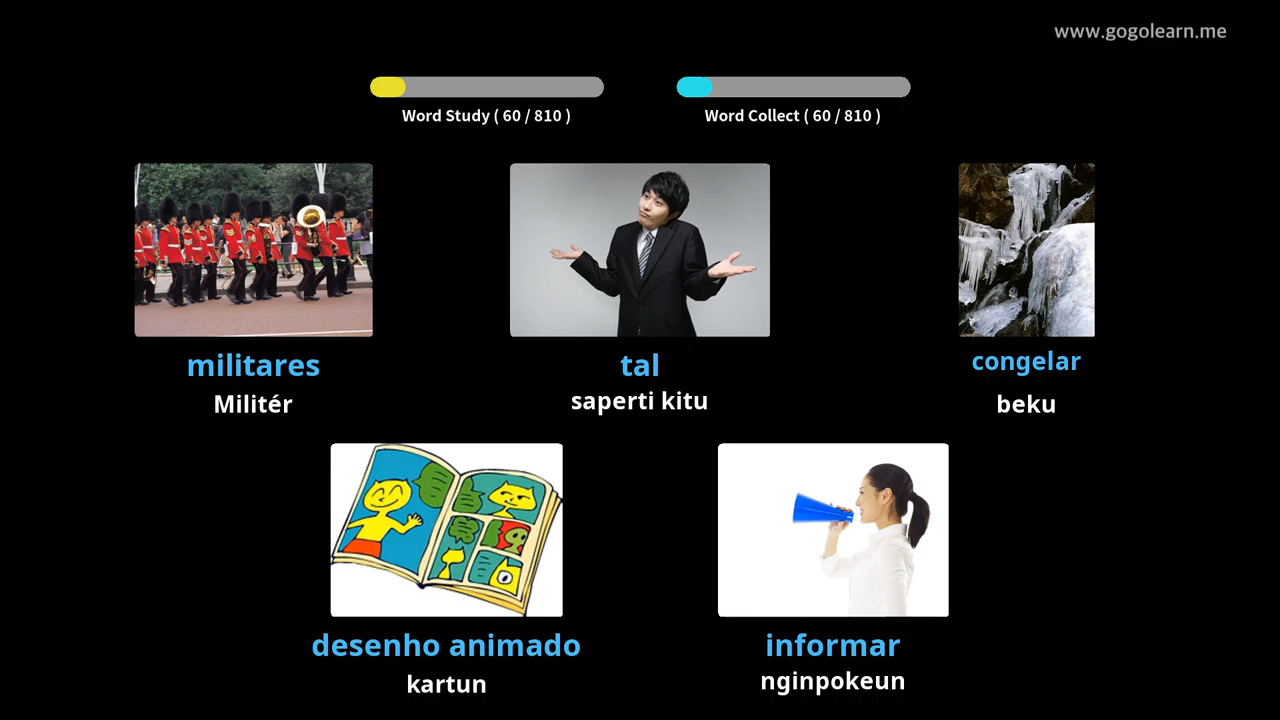 www.gogolearn.me
Word Study ( 60 / 810 )
Word Collect ( 60 / 810 )
militares
Militér
tal
saperti kitu
congelar
beku
desenho animado
kartun
informar
nginpokeun